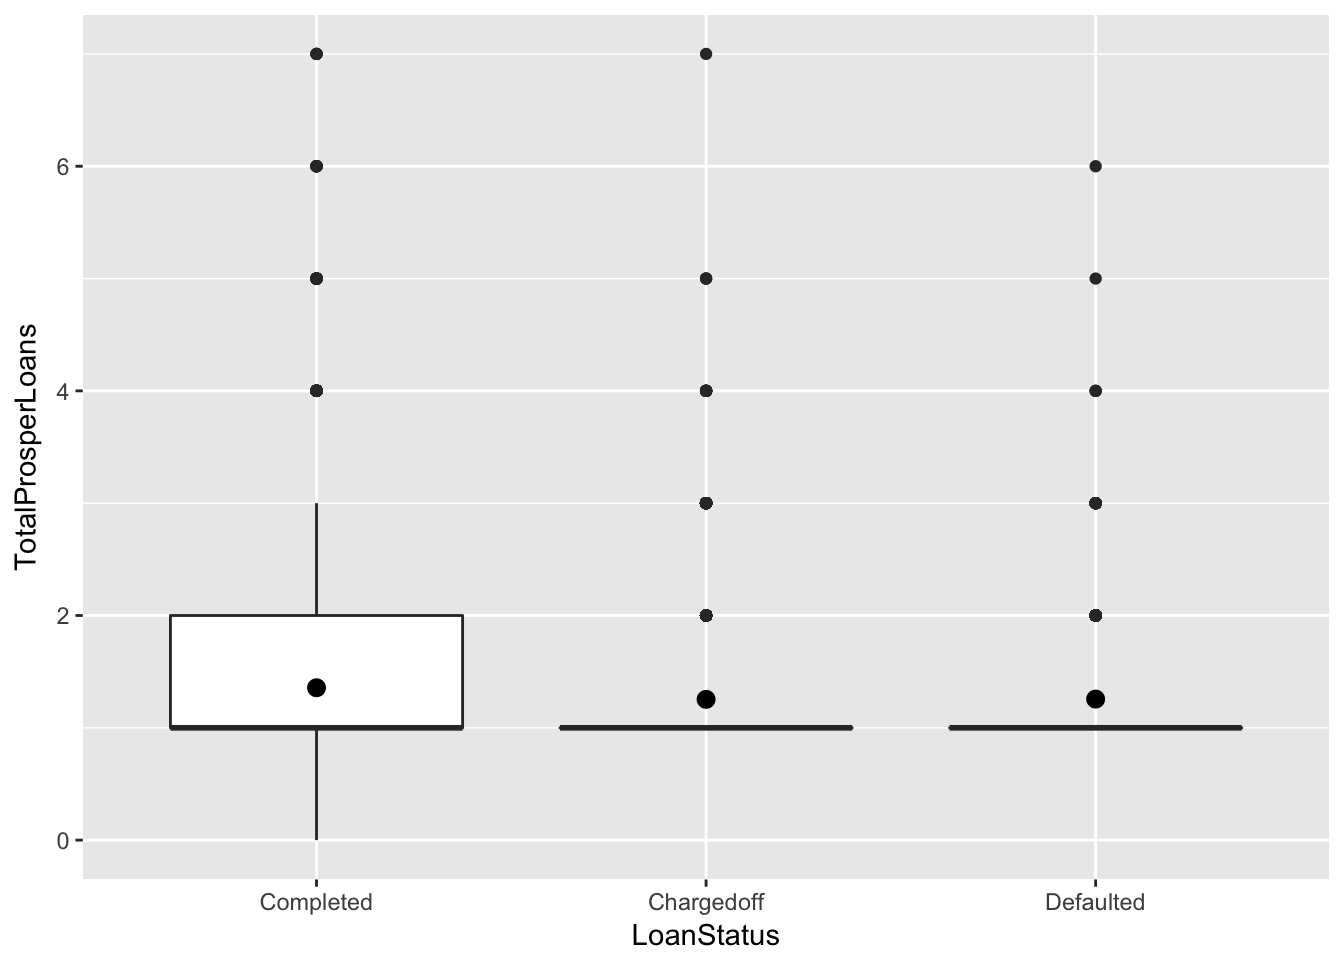 TotalProsperLoans
6
4
2
0
Completed
Chargedoff
Defaulted
LoanStatus